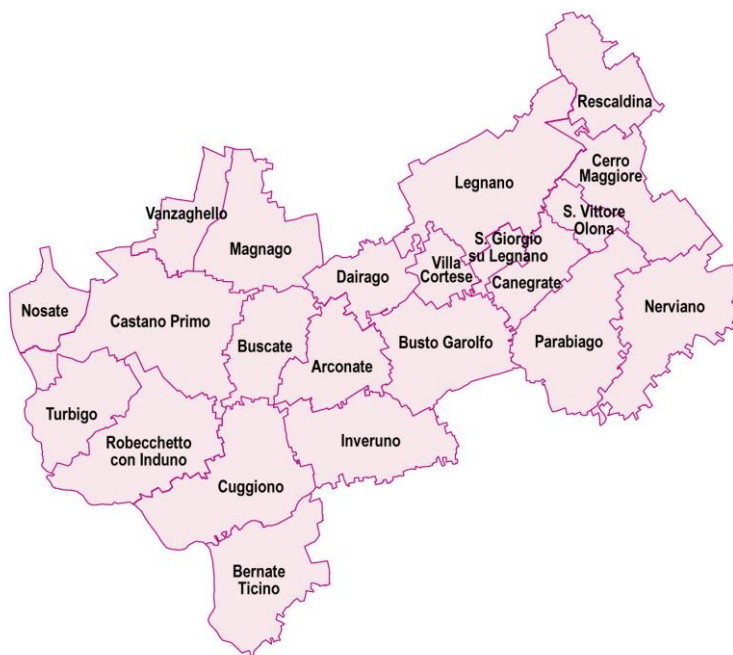 Rescaldina
Cerro
Maggiore
Legnano
S. Vittore
Olona
Vanzaghello
Magnago
S. Giorgio
su Legnano
Villa
Cortese
Dairago
Canegrate
Nosate
Castano Primo
Nerviano
Buscate
Arconate
Busto Garolfo
Parabiago
Turbigo
Robecchetto
con Induno
Inveruno
Cuggiono
Bernate
Ticino